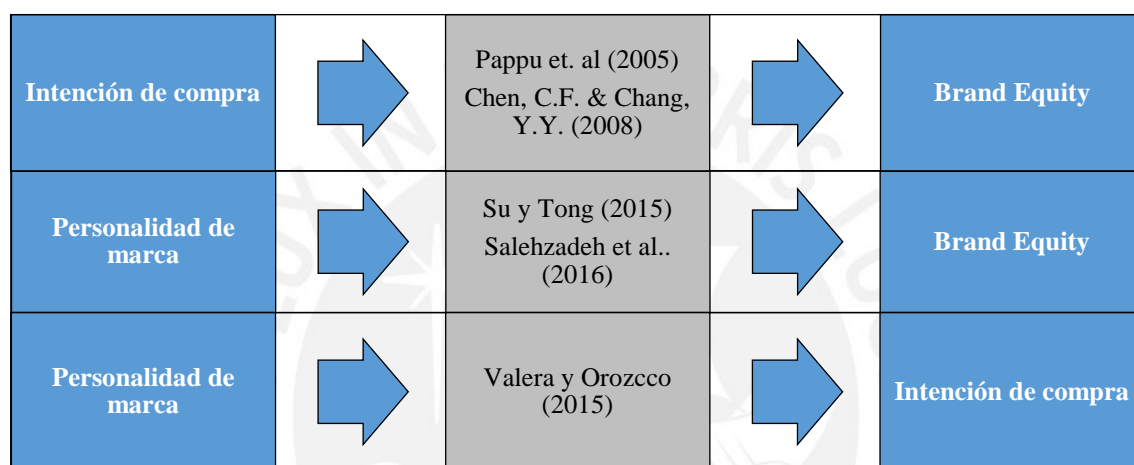 Intención de compra
Pappu et. al (2005)
Chen, C.F. & Chang,
Y.Y. (2008)
Brand Equity
Personalidad de
marca
Su y Tong (2015)
Salehzadeh et al..
(2016)
Brand Equity
Personalidad de
marca
Valera y Orozcco
(2015)
Intención de compra